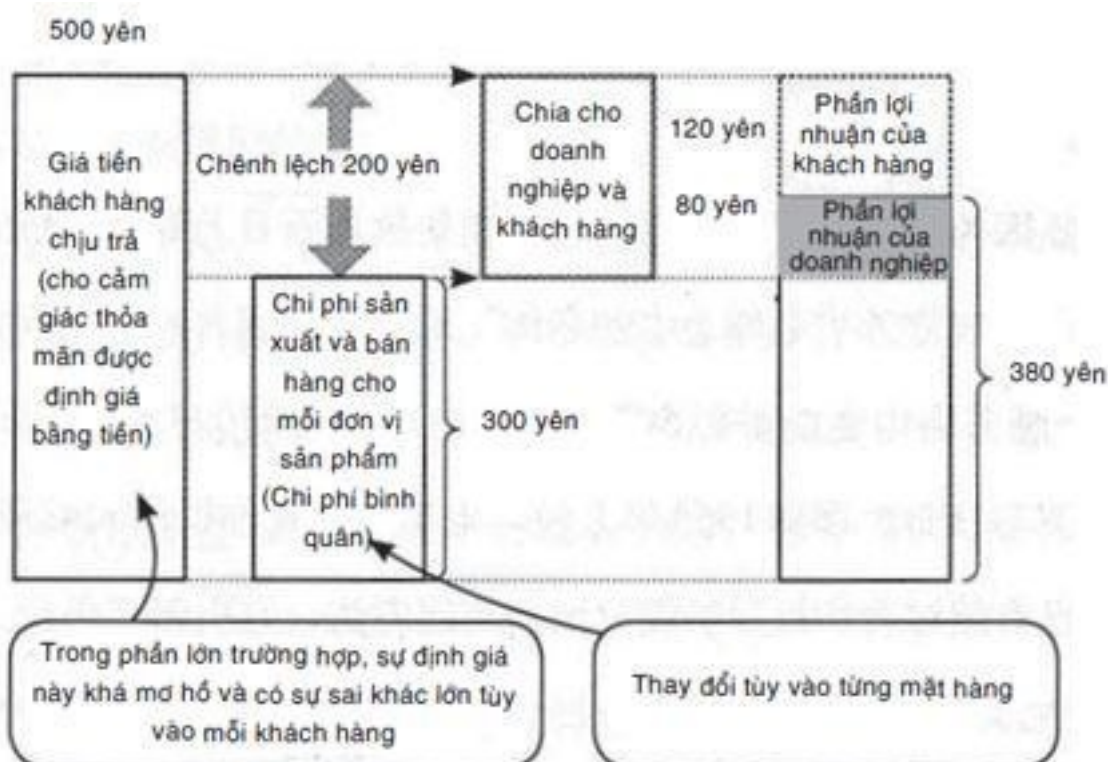 500 yên
Giá tiền
khách hàng
chịu trả
(cho cảm
giác thỏa
mãn được
định giá
bằng tiền)
Chênh lệch 200 yên
Chi phí sản
xuất và bán
hàng cho
mỗi đơn vị
sản phẩm
(Chi phí bình
quân)
300 yên
Chia cho
doanh
nghiệp và
khách hàng
120 yên
80 yên
Phần lợi
nhuận của
khách hàng
Phần lợi
nhuận của
doanh nghiệp
380 yên
Trong phần lớn trường hợp, sự định giá
này khá mơ hồ và có sự sai khác lớn tùy
vào mỗi khách hàng
Thay đổi tùy vào từng mặt hàng